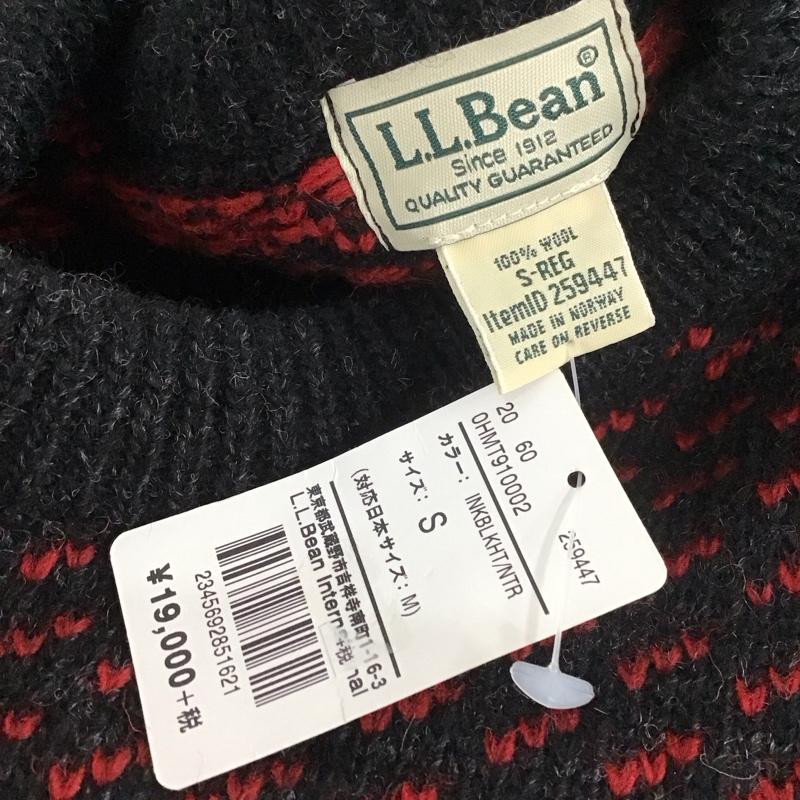 L.L.Bean®
Since 1912
QUALITY GUARANTEED
100% WOOL
S-REG
ItemID 259447
MADE IN NORWAY
CARE ON REVERSE
20 60
0HMT910002
259447
カラー: INKBLKHT/NTR
サイズ: S
(対応日本サイズ: M)
東京都武蔵野市吉祥寺南町1-16-3
L.L.Bean
+税
2345692851621
¥19,000+税